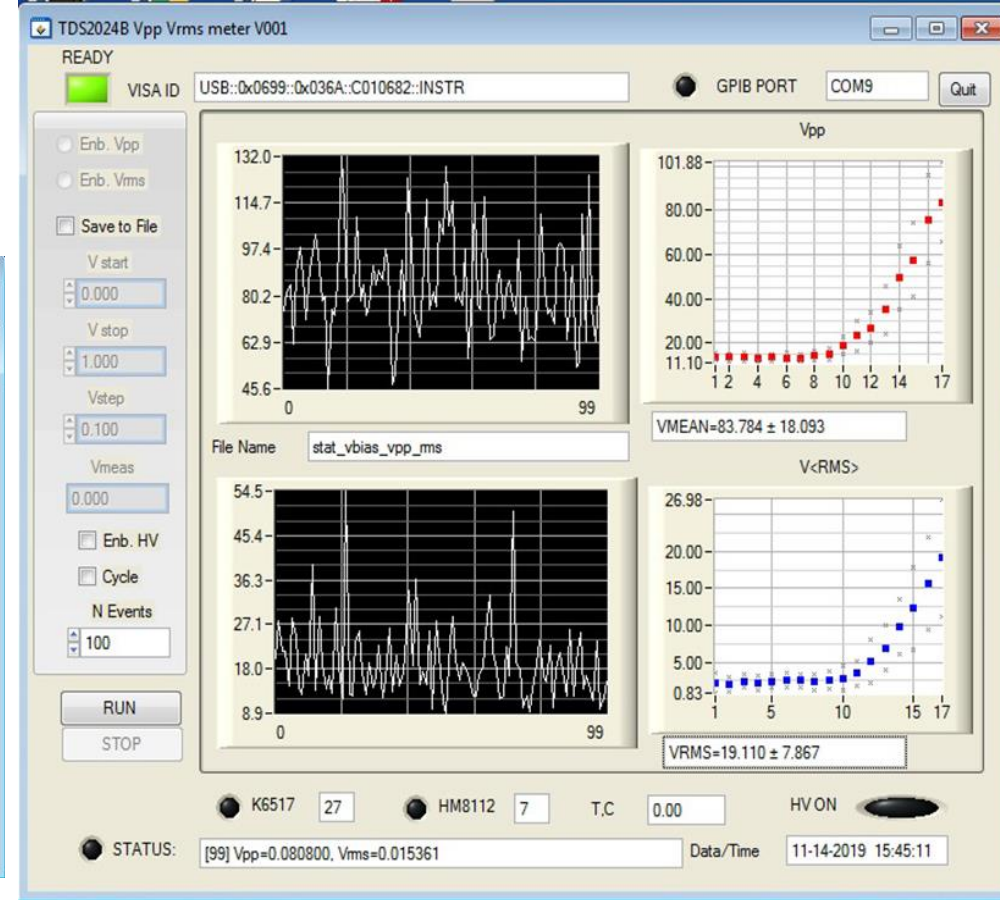 TDS2024B Vpp Vrms meter V001
READY
VISA ID USB::0x0699::0x036A::C010682::INSTR GPIB PORT COM9 Quit
Enb. Vpp
Enb. Vrms
Save to File
V start
0.000
V stop
1.000
Vstep
0.100
Vmeas
0.000
Enb. HV
Cycle
N Events
100
RUN
STOP
132.0
114.7
97.4
80.2
62.9
45.6
0 99
Vpp
101.88
80.00
60.00
40.00
20.00
11.10
1 2 4 6 8 10 12 14 17
VMEAN=83.784 ± 18.093
File Name stat_vbias_vpp_rms
54.5
45.4
36.3
27.1
18.0
8.9
0 99
V<RMS>
26.98
20.00
15.00
10.00
5.00
0.83
1 5 10 15 17
VRMS=19.110 ± 7.867
K6517 27 HM8112 7 T,C 0.00 HV ON
STATUS: [99] Vpp=0.080800, Vrms=0.015361 Data/Time 11-14-2019 15:45:11